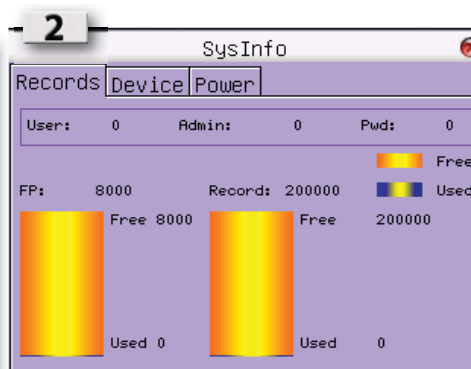 2
SysInfo
Records Device Power
User: 0 Admin: 0 Pwd: 0
Free
FP: 8000 Record: 200000 Used
Free 8000 Free 200000
Used 0 Used 0